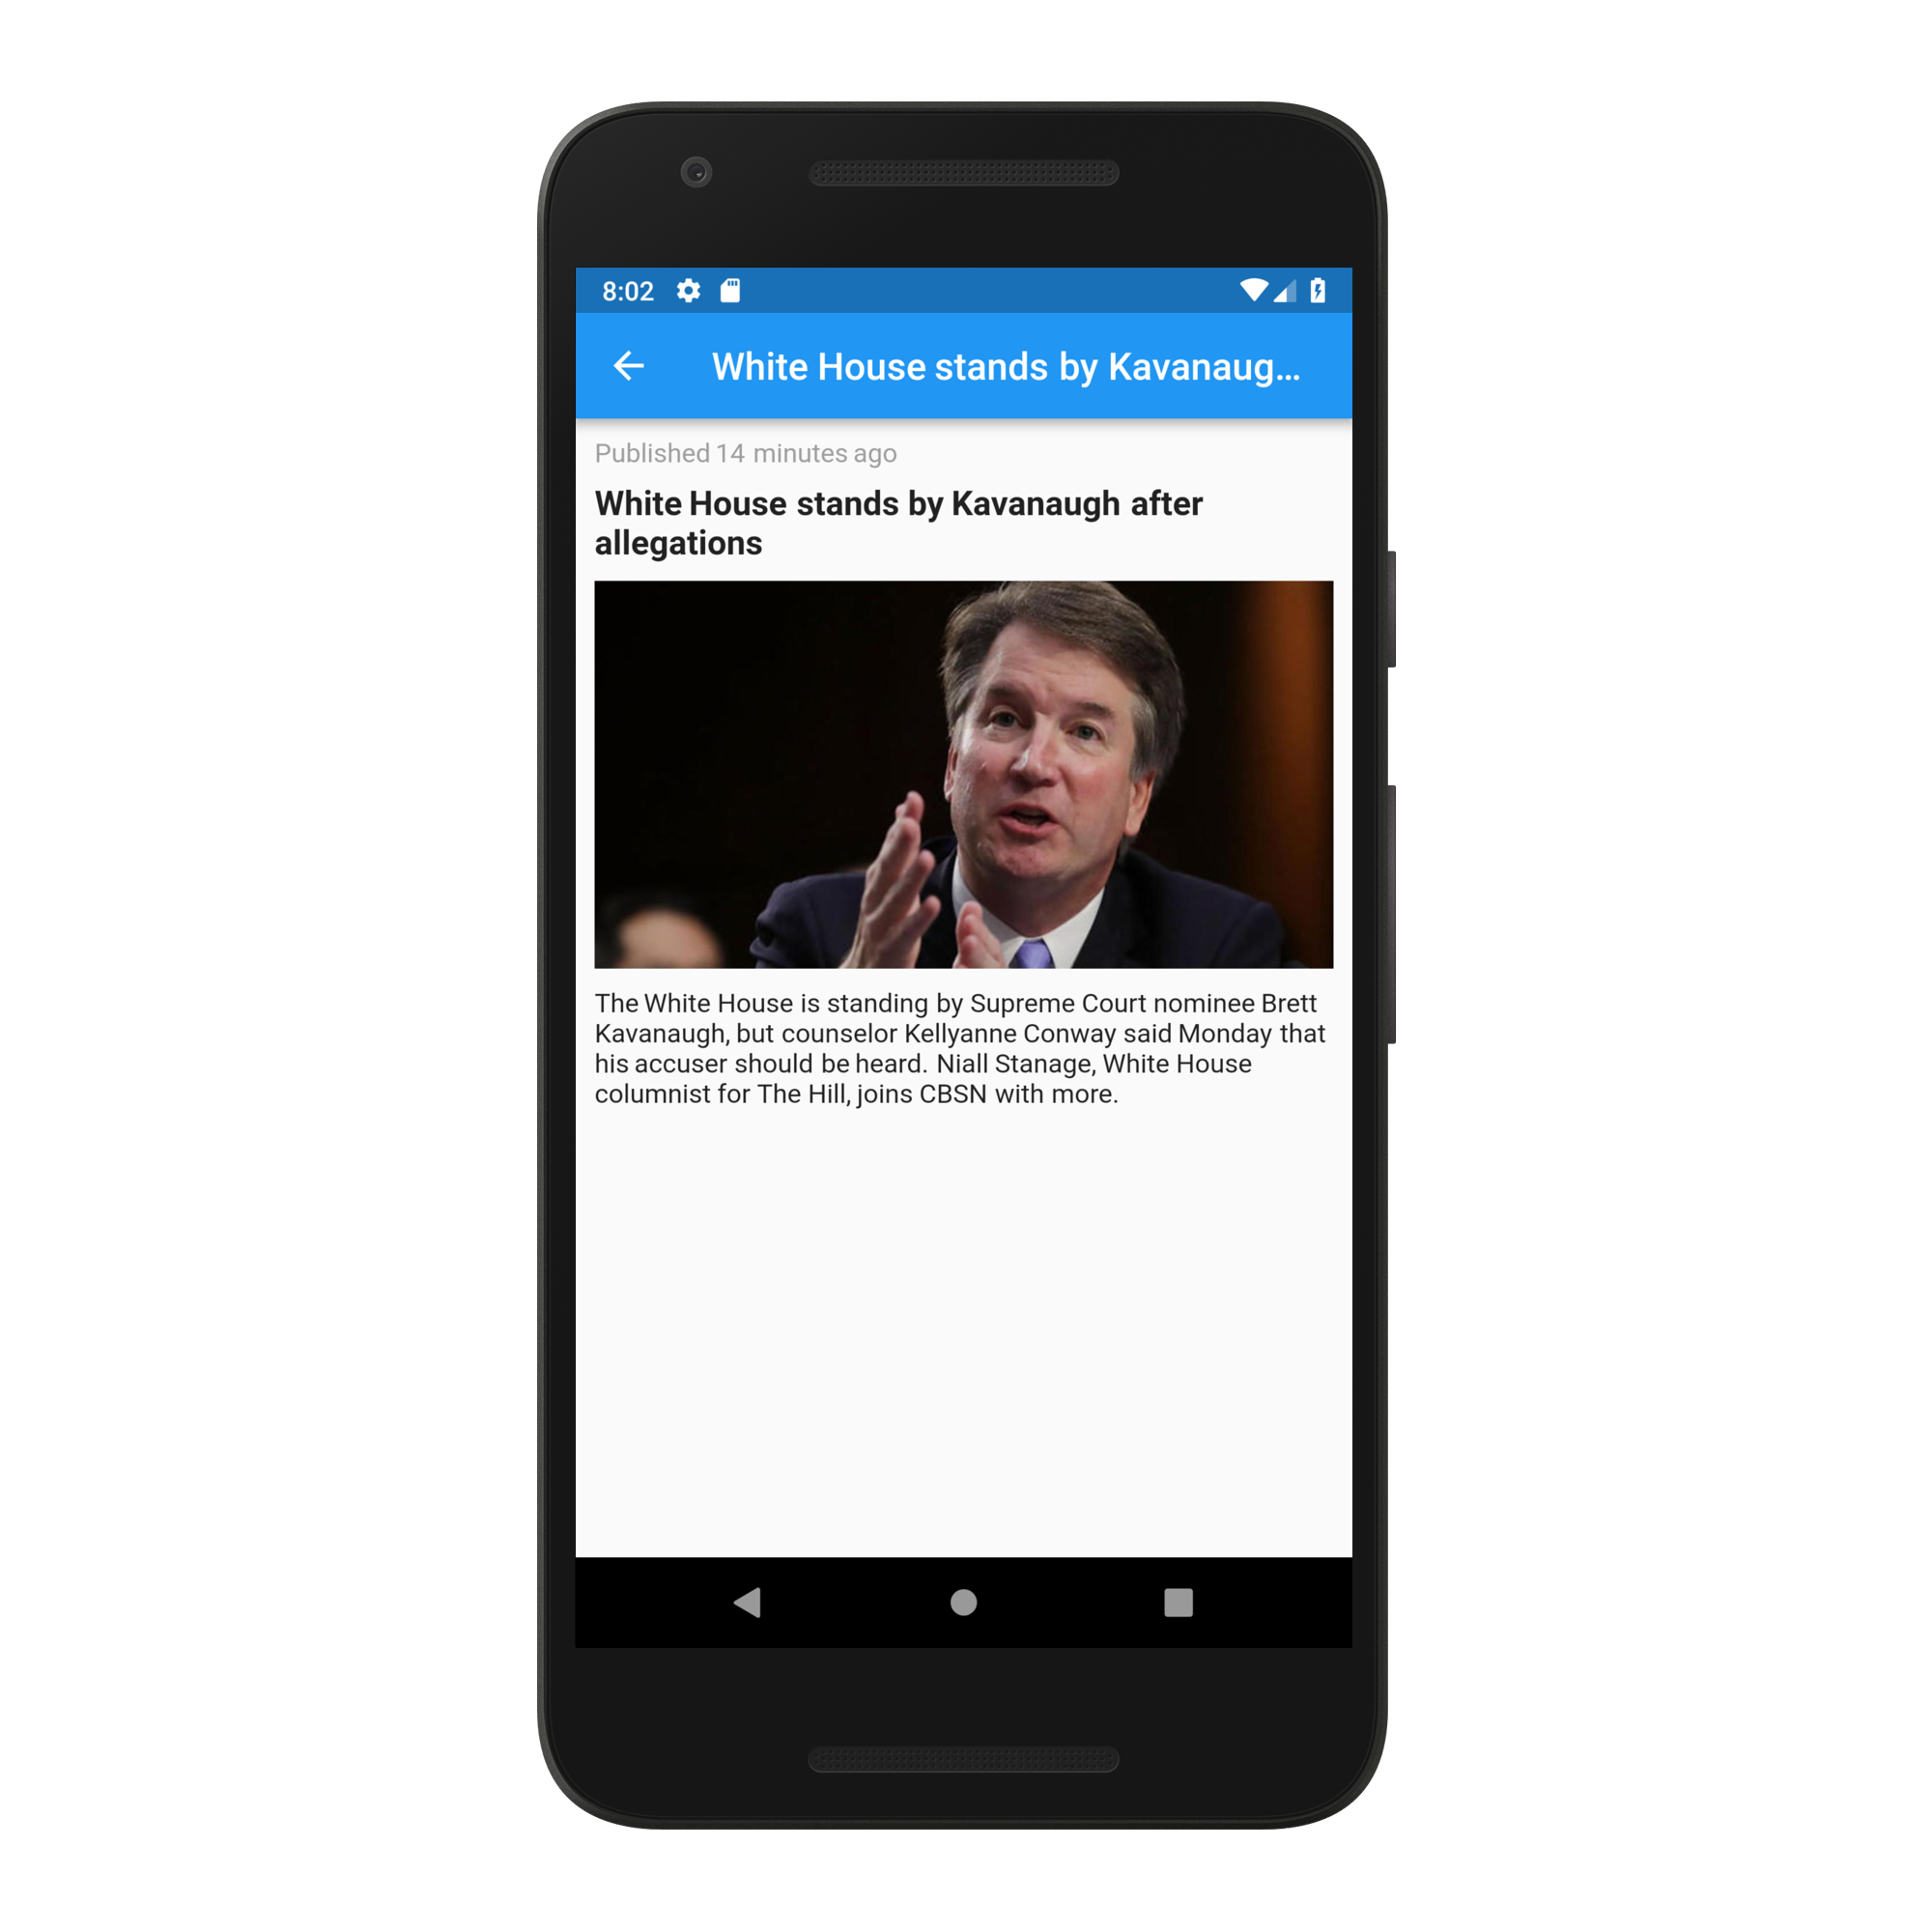 8:02
White House stands by Kavanaug...
Published 14 minutes ago
White House stands by Kavanaugh after
allegations
The White House is standing by Supreme Court nominee Brett
Kavanaugh, but counselor Kellyanne Conway said Monday that
his accuser should be heard. Niall Stanage, White House
columnist for The Hill, joins CBSN with more.